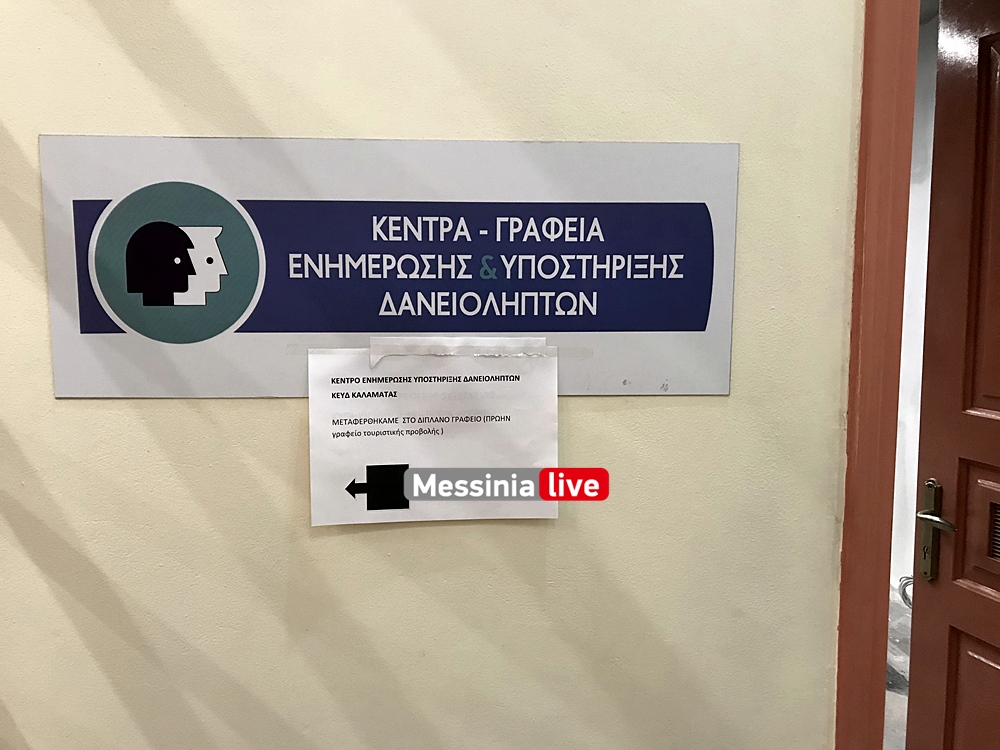 ΚΕΝΤΡΑ - ΓΡΑΦΕΙΑ
ΕΝΗΜΕΡΩΣΗΣ & ΥΠΟΣΤΗΡΙΞΗΣ
ΔΑΝΕΙΟΛΗΠΤΩΝ
ΚΕΝΤΡΟ ΕΝΗΜΕΡΩΣΗΣ ΥΠΟΣΤΗΡΙΞΗΣ ΔΑΝΕΙΟΛΗΠΤΩΝ
ΚΕΥΔ ΚΑΛΑΜΑΤΑΣ
ΜΕΤΑΦΕΡΘΗΚΑΜΕ ΣΤΟ ΔΙΠΛΑΝΟ ΓΡΑΦΕΙΟ (ΠΡΩΗΝ
γραφείο τουριστικής προβολής )
Messinia live